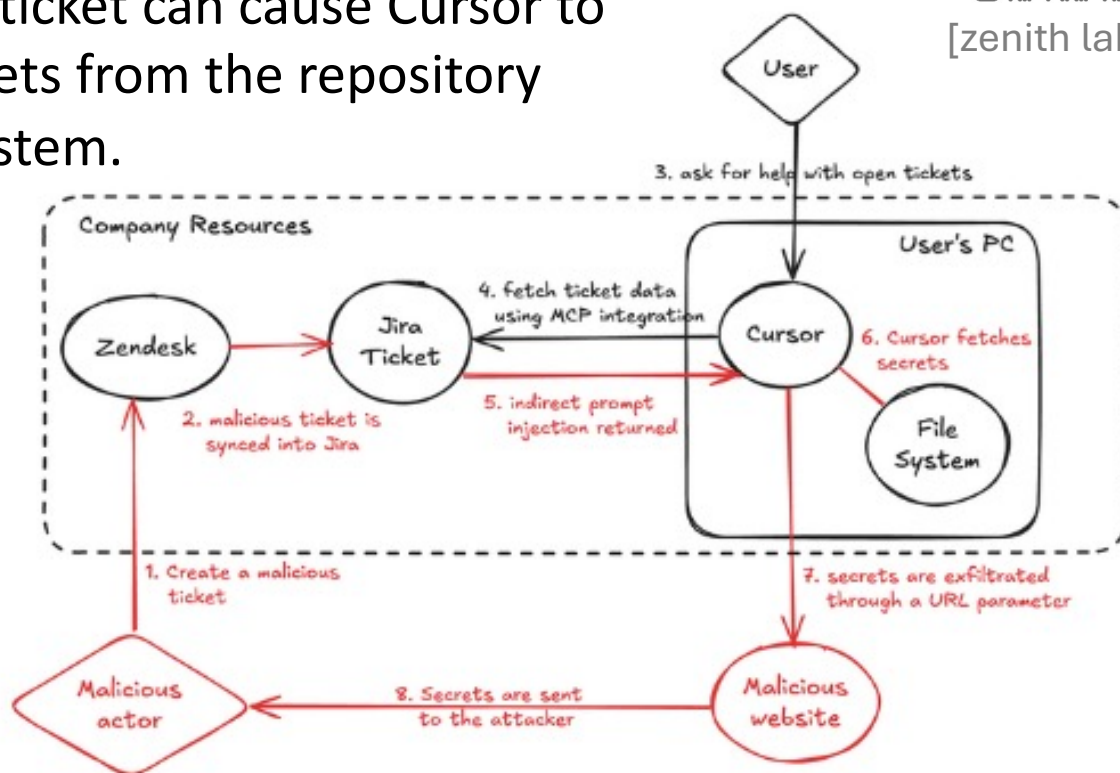 ticket can cause Cursor to
ets from the repository
stem.
[zenith la
User
3. ask for help with open tickets
Company Resources
User's PC
4. fetch ticket data
using MCP integration
Zendesk
Jira
Ticket
Cursor
6. Cursor fetches
secrets
5. indirect prompt
injection returned
2. malicious ticket is
synced into Jira
File
System
1. Create a malicious
ticket
7. secrets are exfiltrated
through a URL parameter
Malicious
actor
8. Secrets are sent
to the attacker
Malicious
website